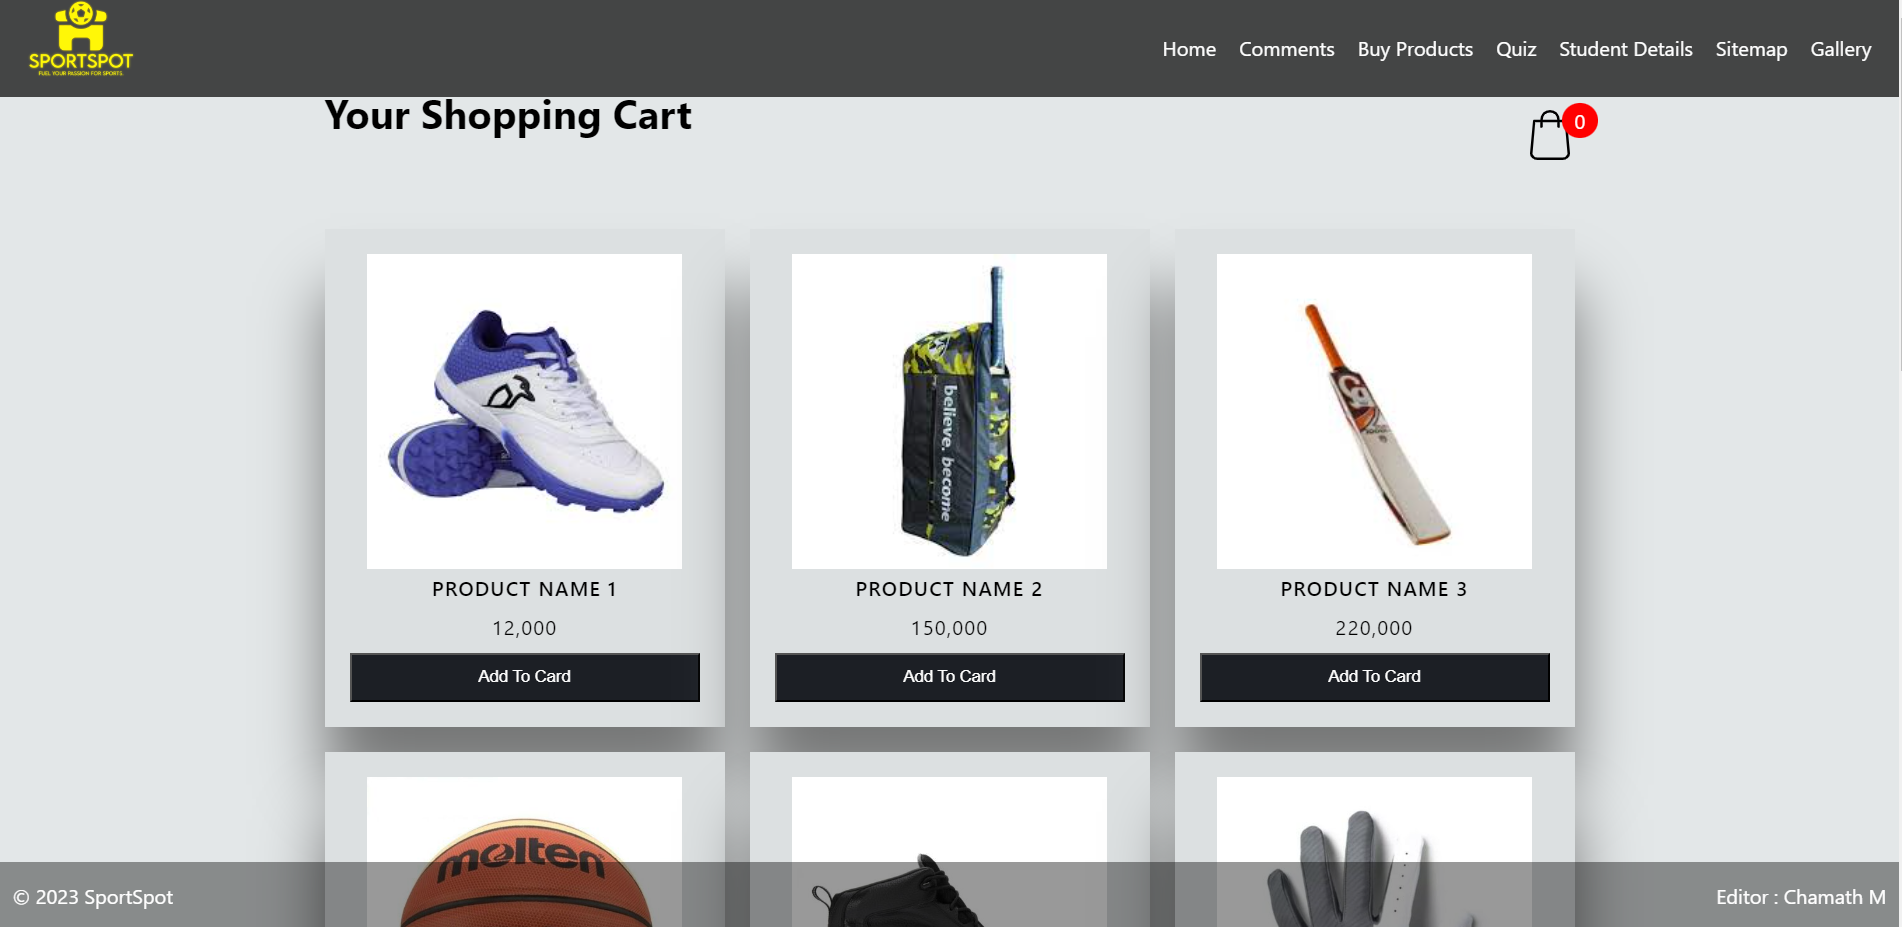 SPORTSPOT
FUEL YOUR PASSION FOR SPORTS.
Home Comments Buy Products Quiz Student Details Sitemap Gallery
Your Shopping Cart
0
believe. become
PRODUCT NAME 1
12,000
Add To Card
PRODUCT NAME 2
150,000
Add To Card
CA
PRODUCT NAME 3
220,000
Add To Card
molten
© 2023 SportSpot
Editor : Chamath M